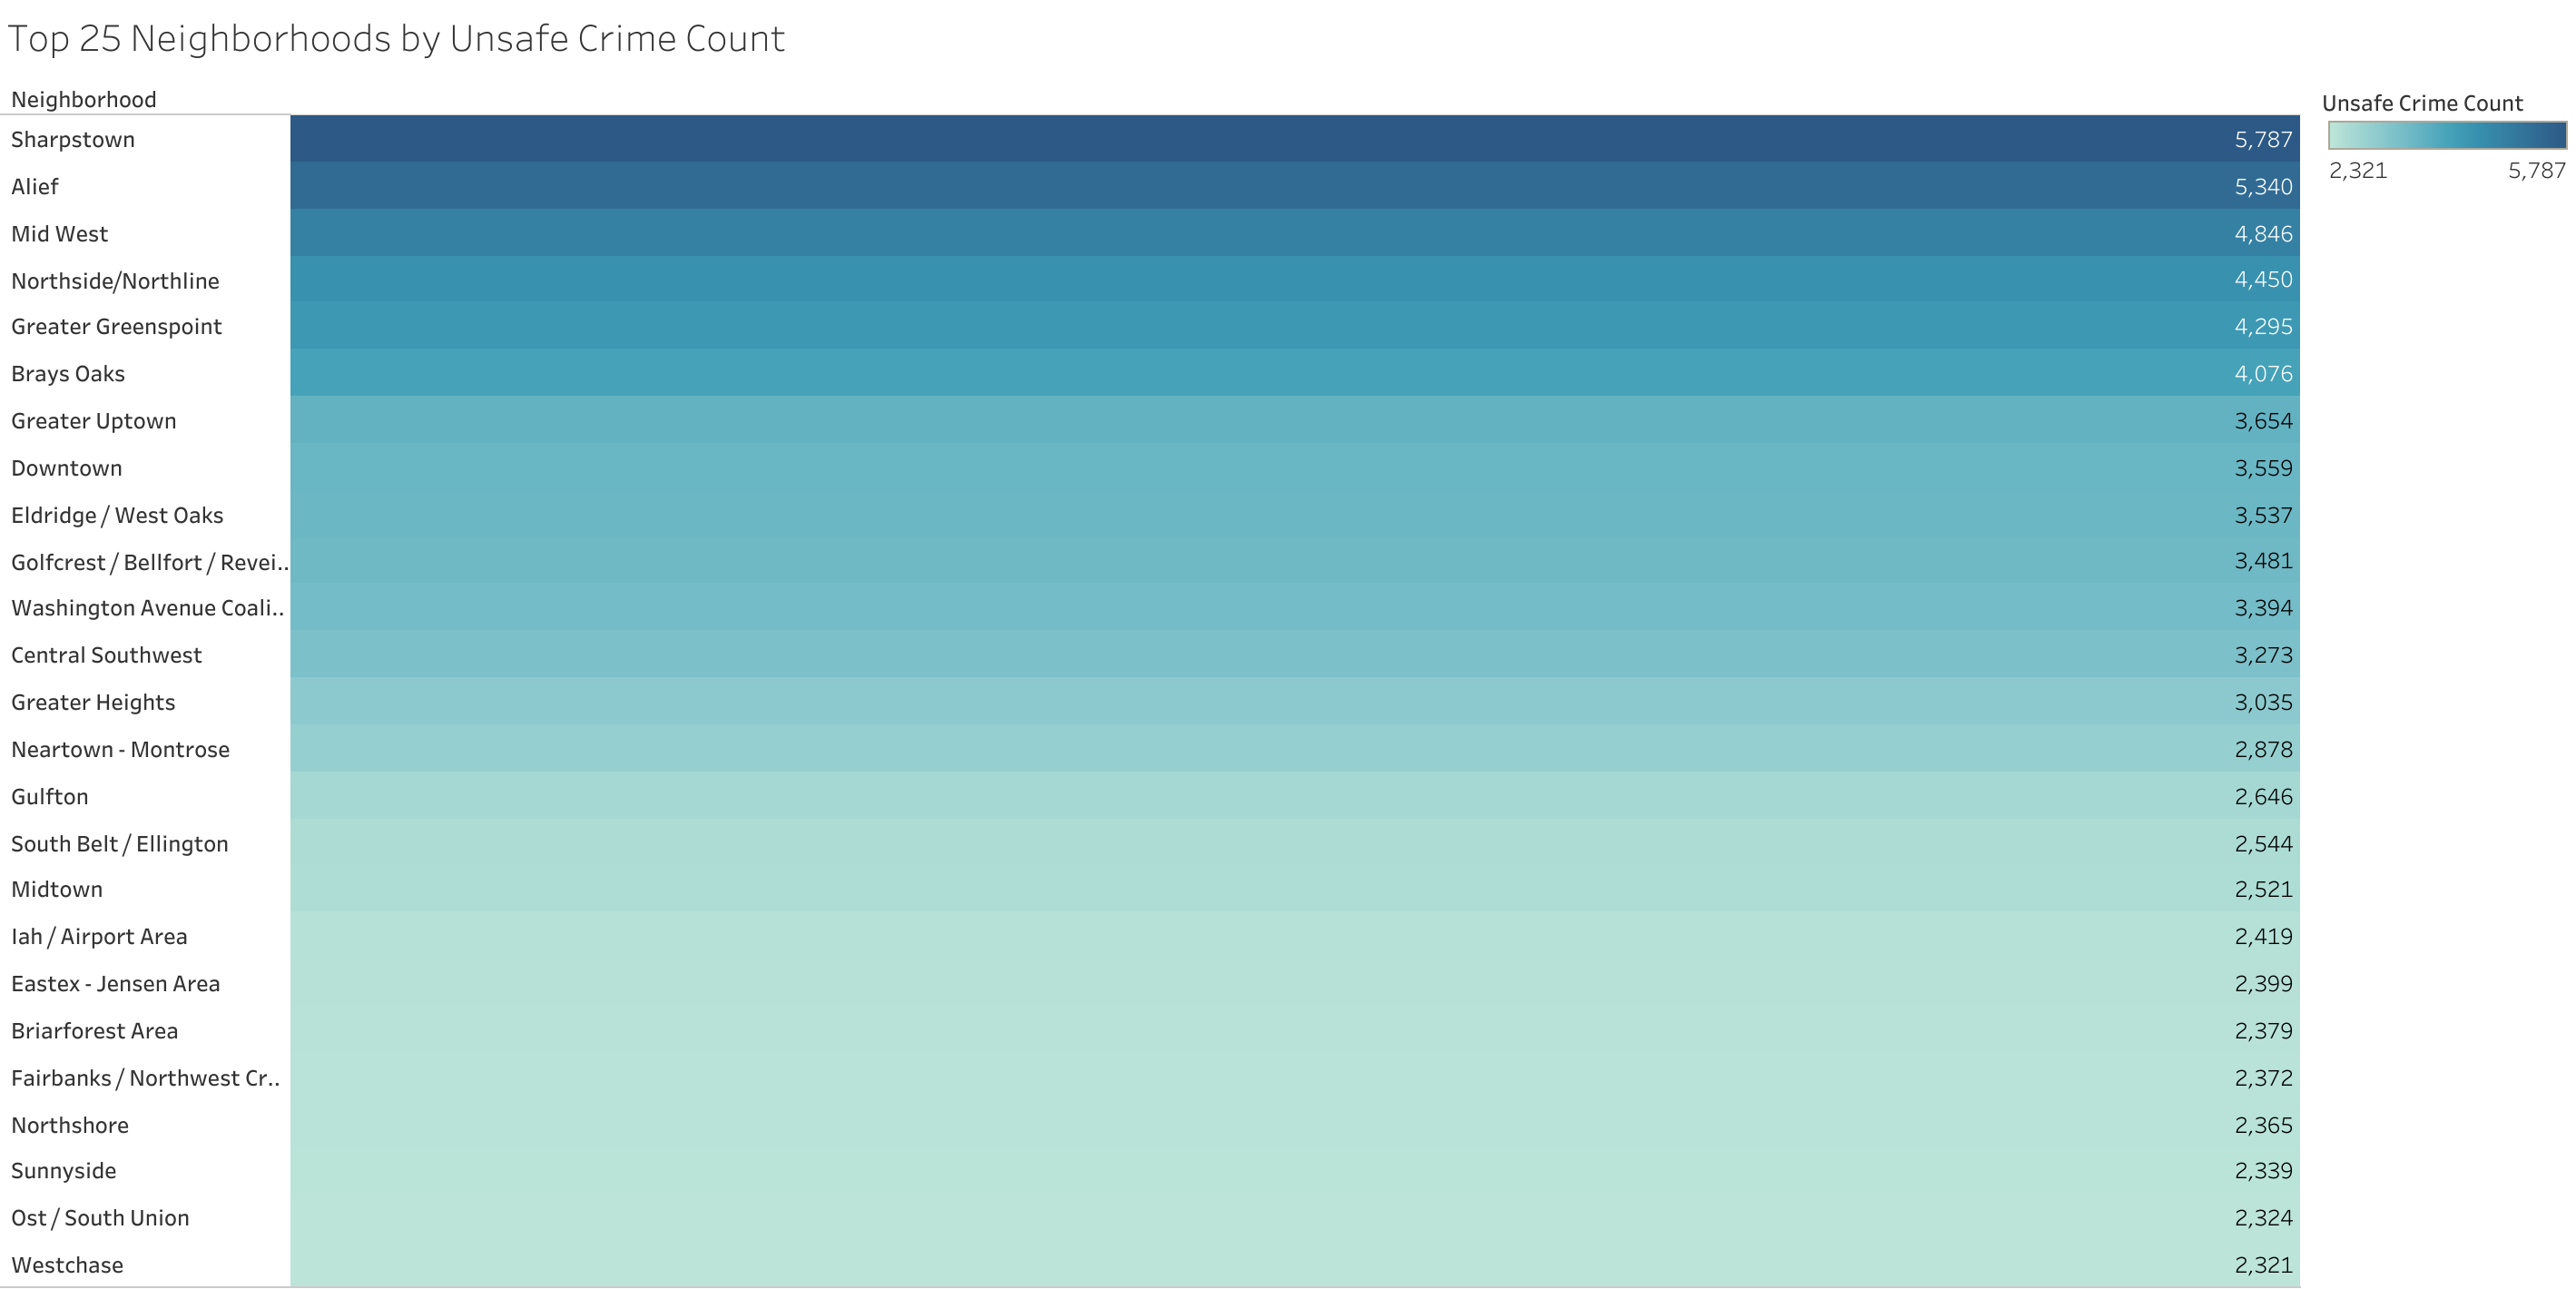 Top 25 Neighborhoods by Unsafe Crime Count
Neighborhood
Unsafe Crime Count
2,321 5,787
Sharpstown 5,787
Alief 5,340
Mid West 4,846
Northside/Northline 4,450
Greater Greenspoint 4,295
Brays Oaks 4,076
Greater Uptown 3,654
Downtown 3,559
Eldridge / West Oaks 3,537
Golfcrest / Bellfort / Revei.. 3,481
Washington Avenue Coali.. 3,394
Central Southwest 3,273
Greater Heights 3,035
Neartown - Montrose 2,878
Gulfton 2,646
South Belt / Ellington 2,544
Midtown 2,521
Iah / Airport Area 2,419
Eastex - Jensen Area 2,399
Briarforest Area 2,379
Fairbanks / Northwest Cr.. 2,372
Northshore 2,365
Sunnyside 2,339
Ost / South Union 2,324
Westchase 2,321